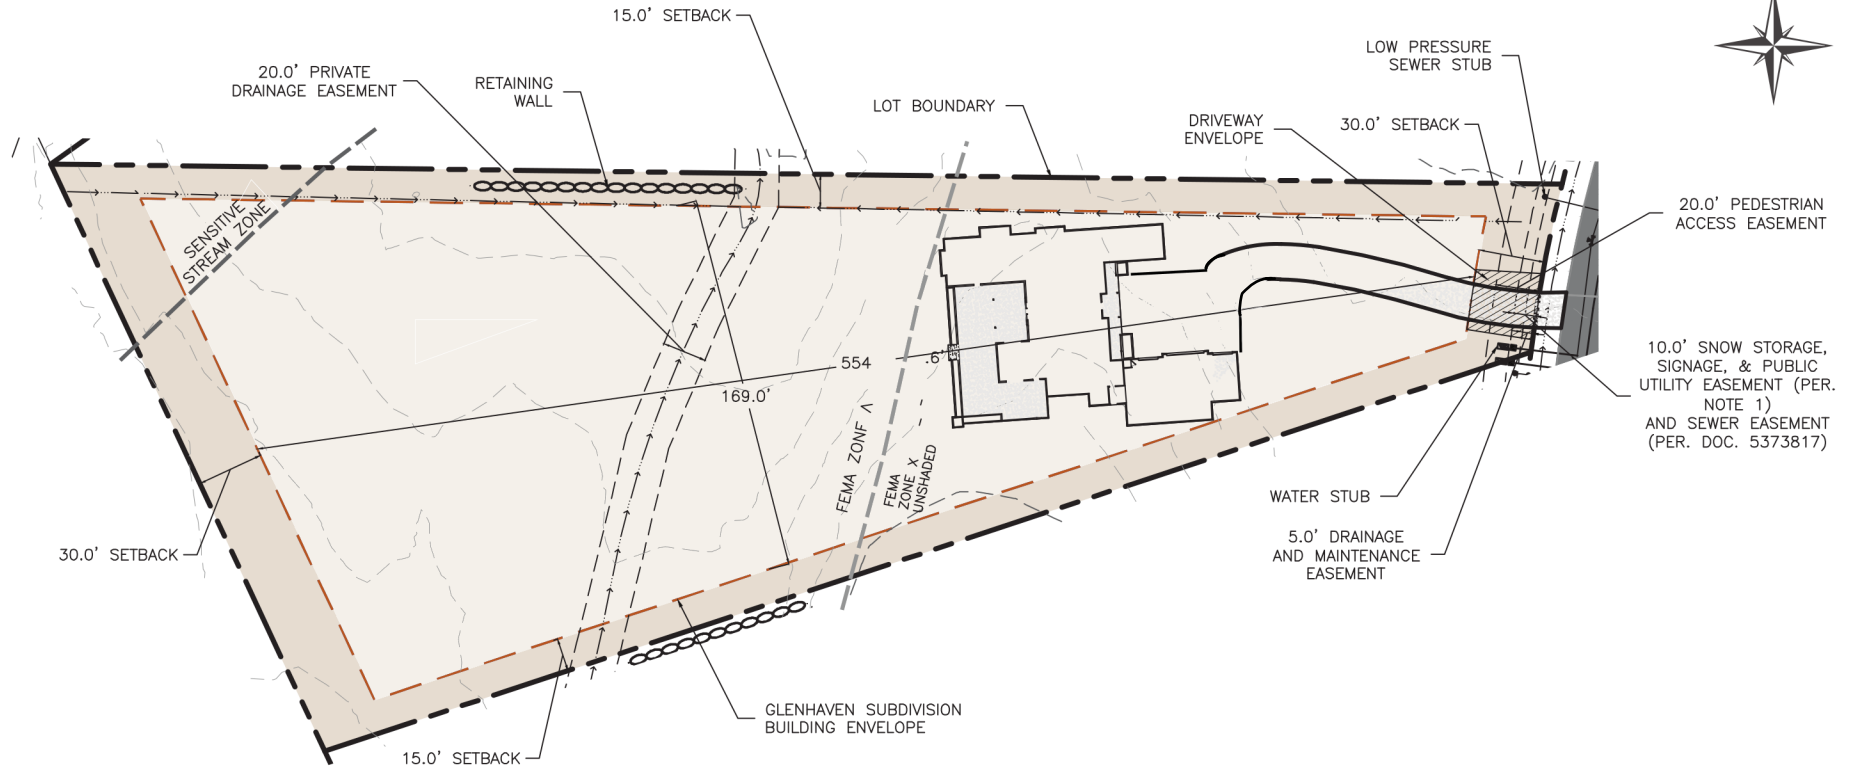 15.0' SETBACK
LOW PRESSURE
SEWER STUB
20.0' PRIVATE
DRAINAGE EASEMENT
RETAINING
WALL
LOT BOUNDARY
DRIVEWAY
ENVELOPE
30.0' SETBACK
20.0' PEDESTRIAN
ACCESS EASEMENT
SENSITIVE
STREAM ZONE
10.0' SNOW STORAGE,
SIGNAGE, & PUBLIC
UTILITY EASEMENT (PER.
NOTE 1)
AND SEWER EASEMENT
(PER. DOC. 5373817)
554 .6'
169.0'
FEMA ZONE A
FEMA
ZONE X
UNSHADED
WATER STUB
5.0' DRAINAGE
AND MAINTENANCE
EASEMENT
30.0' SETBACK
GLENHAVEN SUBDIVISION
BUILDING ENVELOPE
15.0' SETBACK